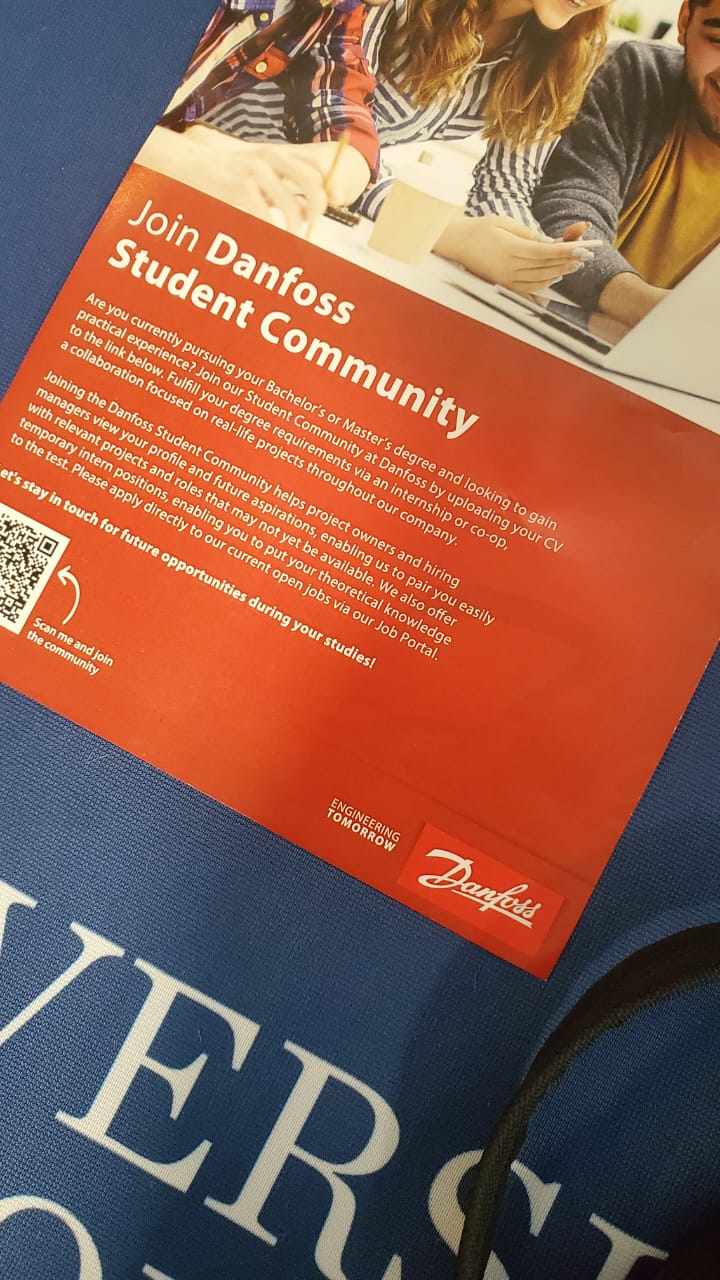 Join Danfoss
Student Community
Are you currently pursuing your Bachelor's or Master's degree and looking to gain
practical experience? Join our Student Community at Danfoss by uploading your CV
to the link below. Fulfill your degree requirements via an internship or co-op,
a collaboration focused on real-life projects throughout our company.
Joining the Danfoss Student Community helps project owners and hiring
managers view your profile and future aspirations, enabling us to pair you easily
with relevant projects and roles that may not yet be available. We also offer
temporary intern positions, enabling you to put your theoretical knowledge
to the test. Please apply directly to our current open jobs via our Job Portal.
et's stay in touch for future opportunities during your studies!
Scan me and join
the community
ENGINEERING
TOMORROW
Danfoss
VERSI